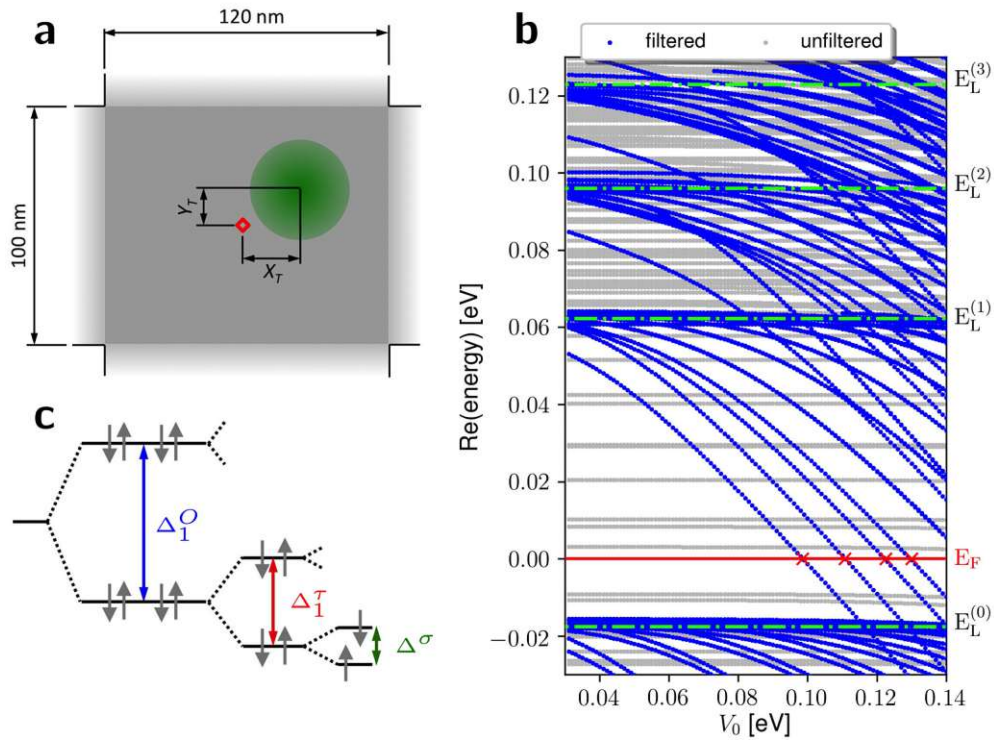 a
120 nm
100 nm
Y_T
X_T
b
filtered
unfiltered
Re(energy) [eV]
0.12
0.10
0.08
0.06
0.04
0.02
0.00
−0.02
0.04
0.06
0.08
0.10
0.12
0.14
V_0 [eV]
E_L^(3)
E_L^(2)
E_L^(1)
E_F
E_L^(0)
c
Δ_1^O
Δ_1^τ
Δ^σ